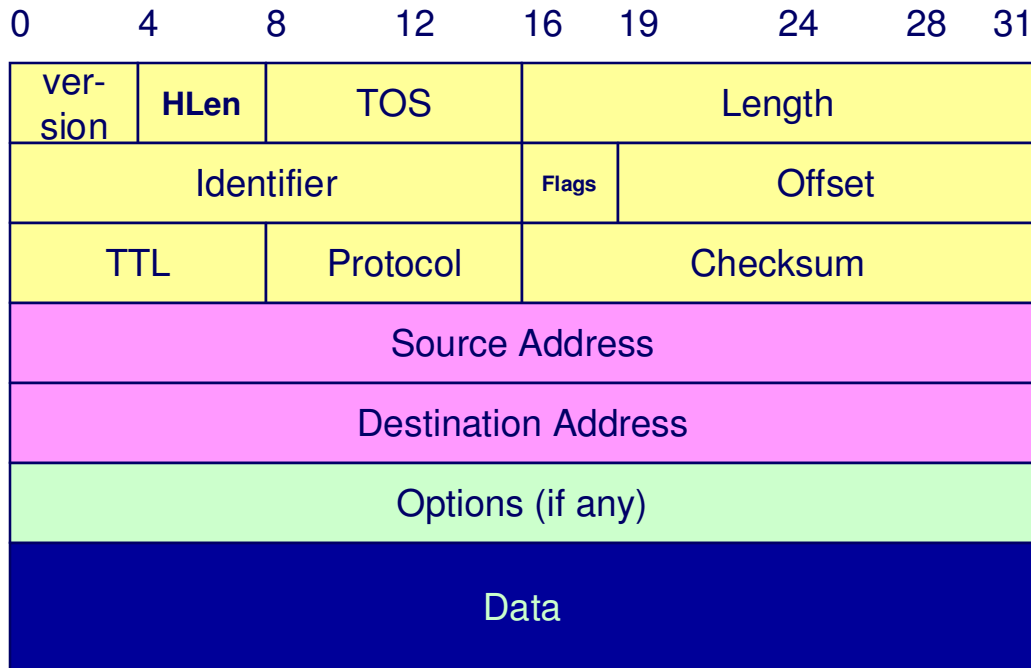 0 4 8 12 16 19 24 28 31
ver-
sion HLen TOS Length
Identifier Flags Offset
TTL Protocol Checksum
Source Address
Destination Address
Options (if any)
Data